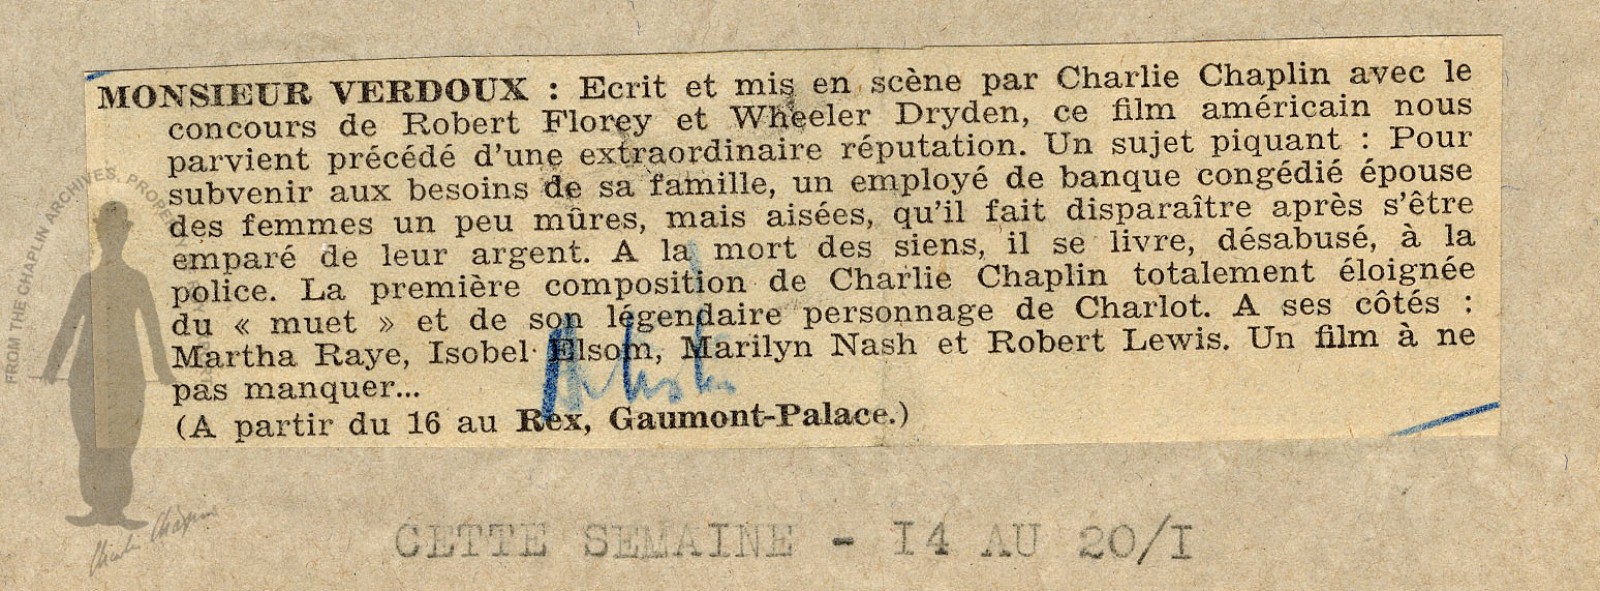 MONSIEUR VERDOUX : Ecrit et mis en scène par Charlie Chaplin avec le
concours de Robert Florey et Wheeler Dryden, ce film américain nous
parvient précédé d'une extraordinaire réputation. Un sujet piquant : Pour
subvenir aux besoins de sa famille, un employé de banque congédié épouse
des femmes un peu mûres, mais aisées, qu'il fait disparaître après s'être
emparé de leur argent. A la mort des siens, il se livre, désabusé, à la
police. La première composition de Charlie Chaplin totalement éloignée
du « muet » et de son légendaire personnage de Charlot. A ses côtés :
Martha Raye, Isobel Elsom, Marilyn Nash et Robert Lewis. Un film à ne
pas manquer...
(A partir du 16 au Rex, Gaumont-Palace.)
FROM THE CHAPLIN ARCHIVES, PROPE
Charlie Chaplin
CETTE SEMAINE - I4 AU 20/I